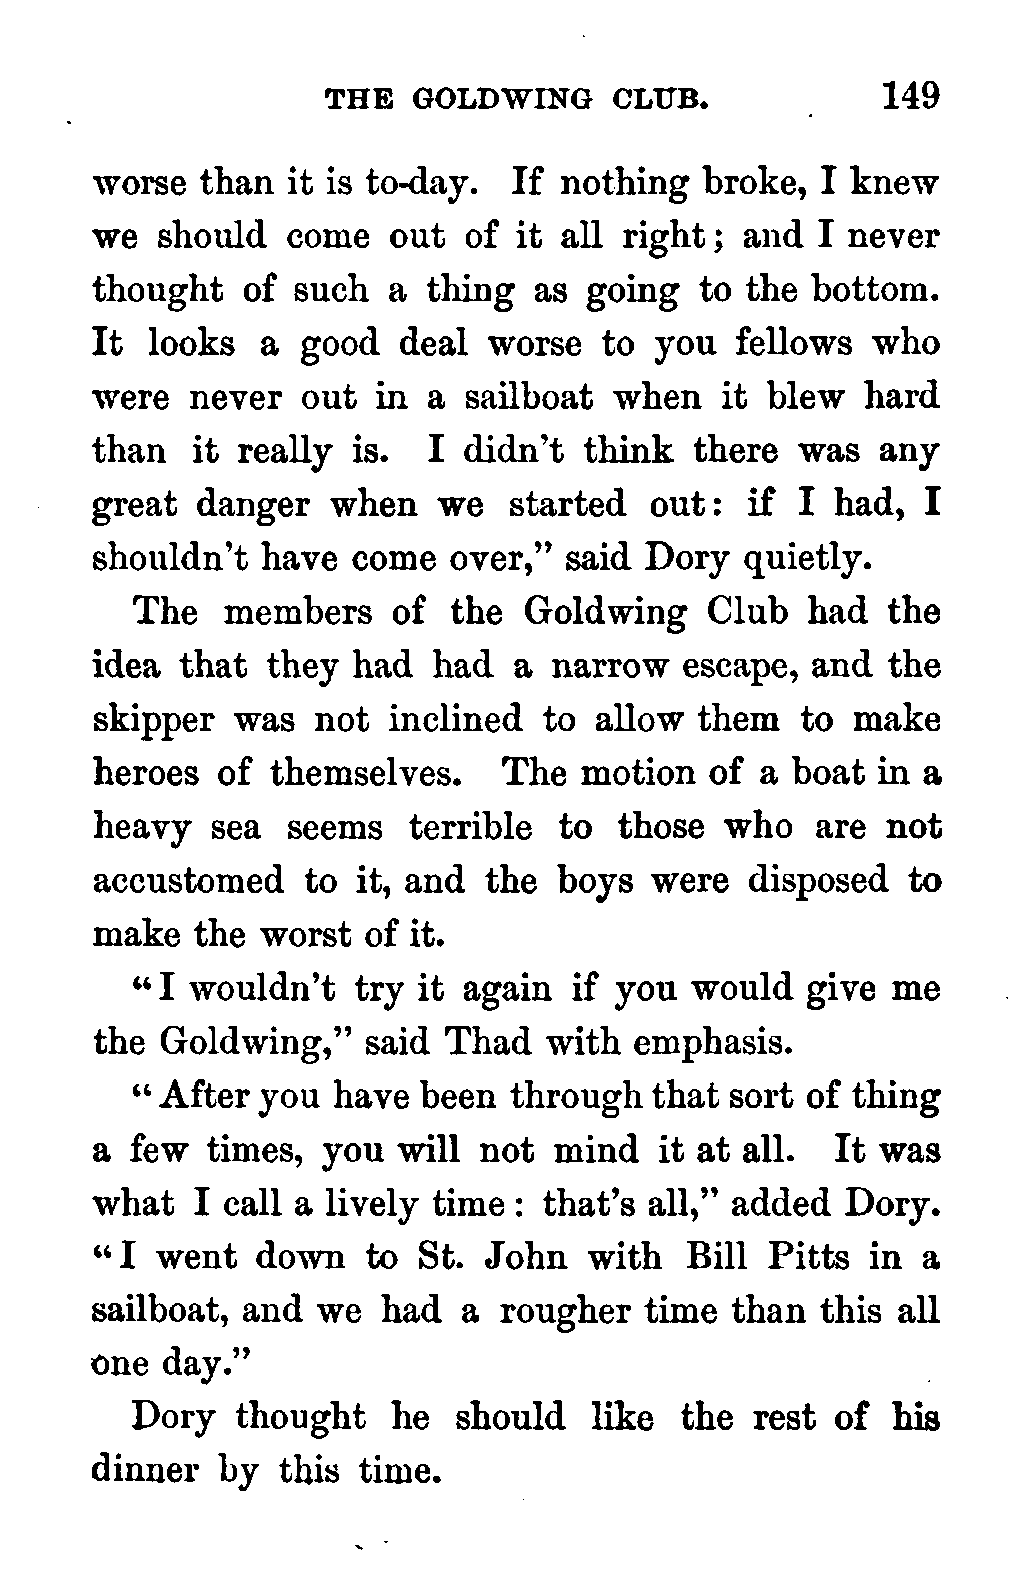 THE GOLDWING CLUB. 149
worse than it is to-day. If nothing broke, I knew
we should come out of it all right; and I never
thought of such a thing as going to the bottom.
It looks a good deal worse to you fellows who
were never out in a sailboat when it blew hard
than it really is. I didn't think there was any
great danger when we started out: if I had, I
shouldn't have come over,” said Dory quietly.
The members of the Goldwing Club had the
idea that they had had a narrow escape, and the
skipper was not inclined to allow them to make
heroes of themselves. The motion of a boat in a
heavy sea seems terrible to those who are not
accustomed to it, and the boys were disposed to
make the worst of it.
“I wouldn't try it again if you would give me
the Goldwing,” said Thad with emphasis.
“After you have been through that sort of thing
a few times, you will not mind it at all. It was
what I call a lively time: that's all,” added Dory.
“I went down to St. John with Bill Pitts in a
sailboat, and we had a rougher time than this all
one day.”
Dory thought he should like the rest of his
dinner by this time.